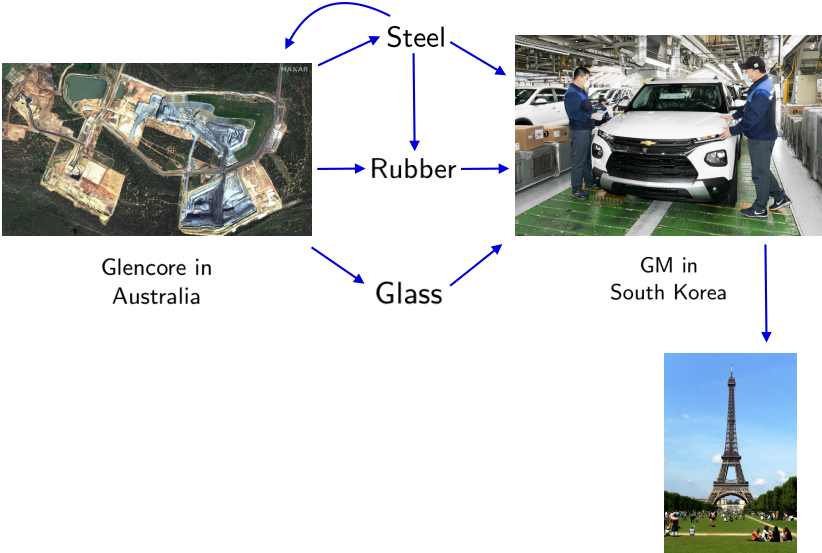 Steel
MAXAR
Rubber
Glencore in
Australia
Glass
GM in
South Korea